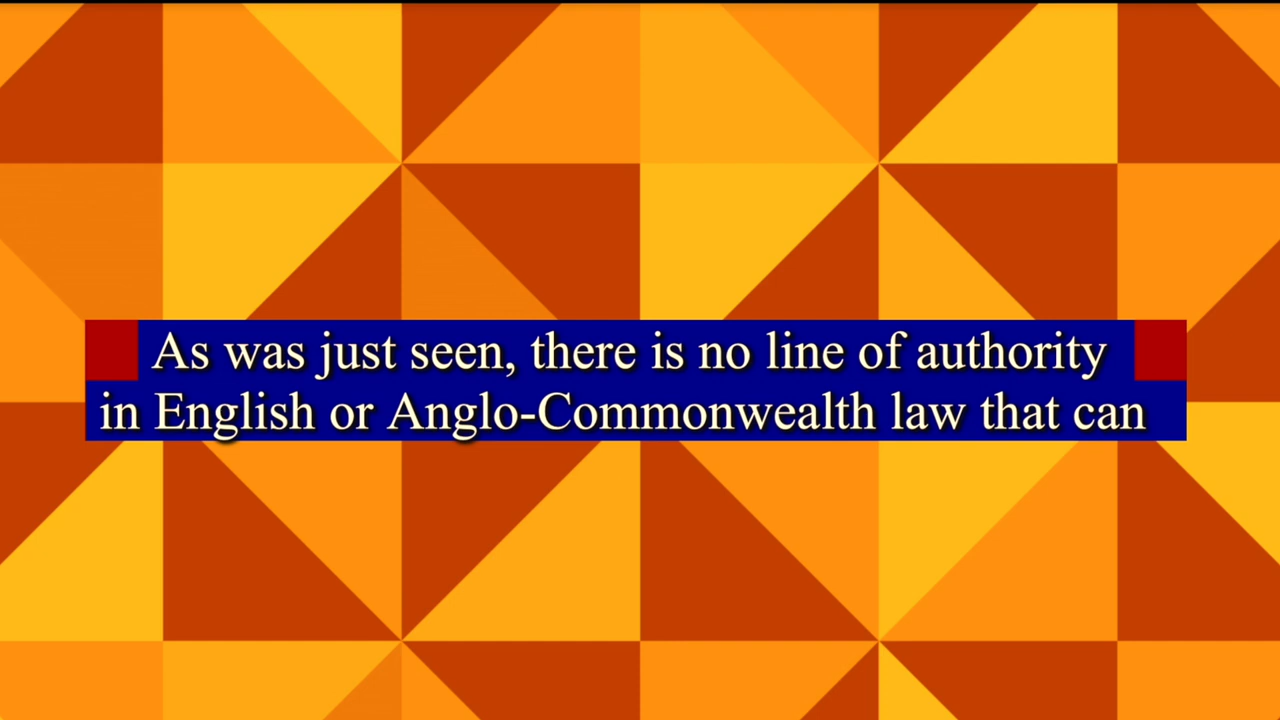 As was just seen, there is no line of authority
in English or Anglo-Commonwealth law that can